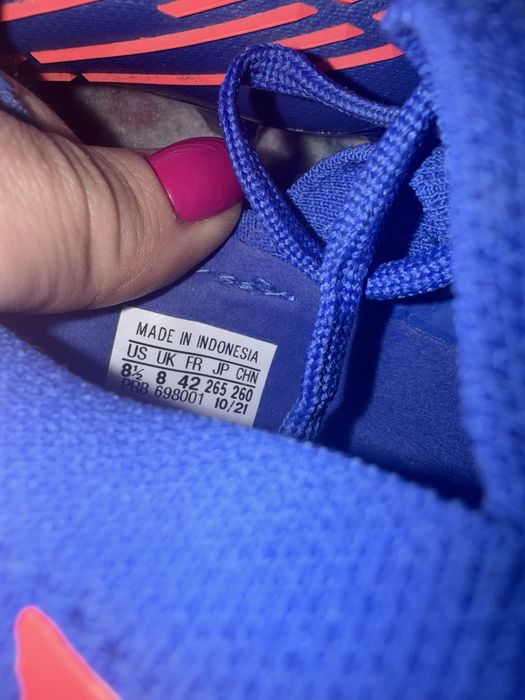 MADE IN INDONESIA
US UK FR JP CHN
8½ 8 42 265 260
PRB 698001 10/21